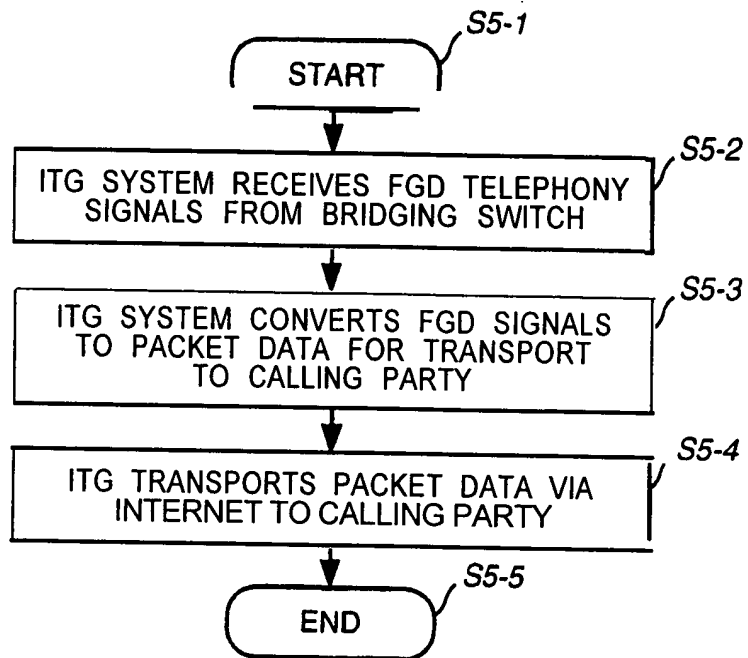 S5-1
START
S5-2
ITG SYSTEM RECEIVES FGD TELEPHONY
SIGNALS FROM BRIDGING SWITCH
S5-3
ITG SYSTEM CONVERTS FGD SIGNALS
TO PACKET DATA FOR TRANSPORT
TO CALLING PARTY
S5-4
ITG TRANSPORTS PACKET DATA VIA
INTERNET TO CALLING PARTY
S5-5
END